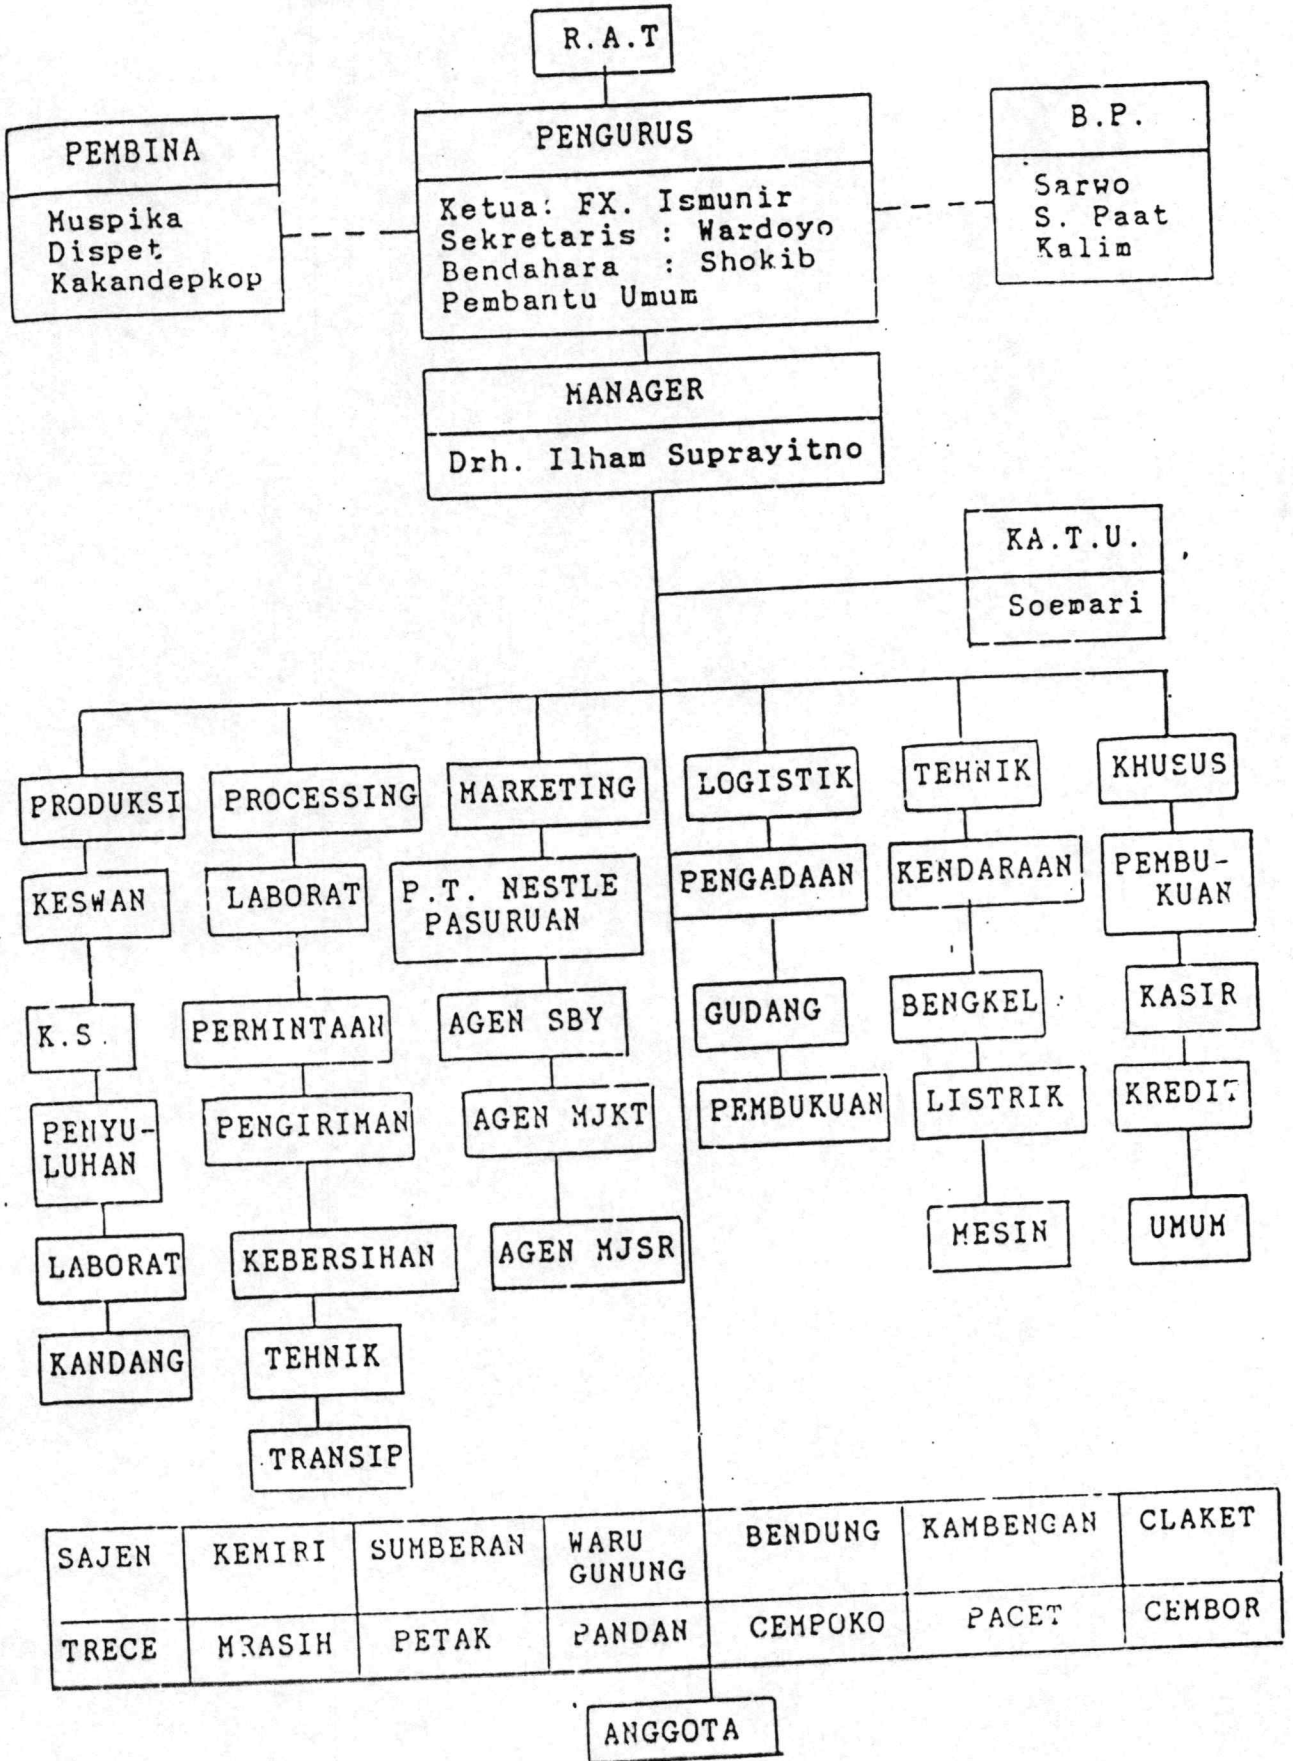 R.A.T
PEMBINA
Muspika
Dispet
Kakandepkop
PENGURUS
Ketua: FX. Ismunir
Sekretaris : Wardoyo
Bendahara : Shokib
Pembantu Umum
B.P.
Sarwo
S. Paat
Kalim
MANAGER
Drh. Ilham Suprayitno
KA.T.U.
Soemari
PRODUKSI
KESWAN
K.S.
PENYU-
LUHAN
LABORAT
KANDANG
PROCESSING
LABORAT
PERMINTAAN
PENGIRIMAN
KEBERSIHAN
TEHNIK
TRANSIP
MARKETING
P.T. NESTLE
PASURUAN
AGEN SBY
AGEN MJKT
AGEN MJSR
LOGISTIK
PENGADAAN
GUDANG
PEMBUKUAN
TEHNIK
KENDARAAN
BENGKEL
LISTRIK
MESIN
KHUSUS
PEMBU-
KUAN
KASIR
KREDIT
UMUM
SAJEN KEMIRI SUMBERAN WARU BENDUNG KAMBENGAN CLAKET
GUNUNG
TRECE MRASIH PETAK PANDAN CEMPOKO PACET CEMBOR
ANGGOTA